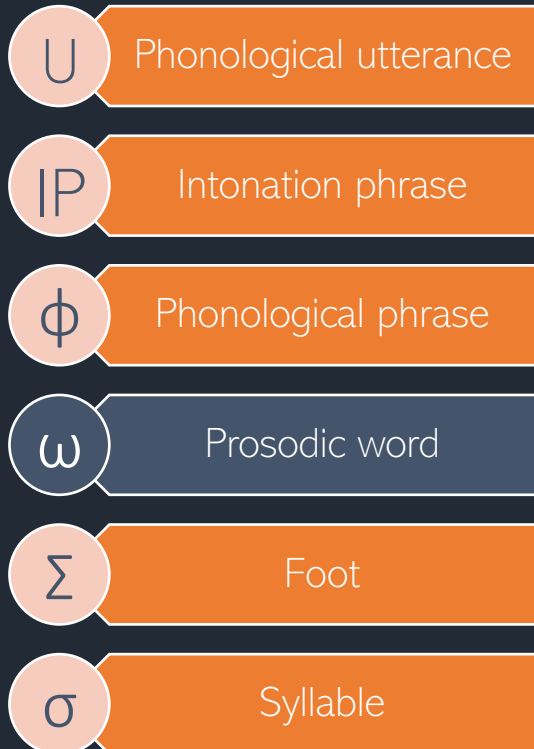 U Phonological utterance
IP Intonation phrase
ϕ Phonological phrase
ω Prosodic word
Σ Foot
σ Syllable